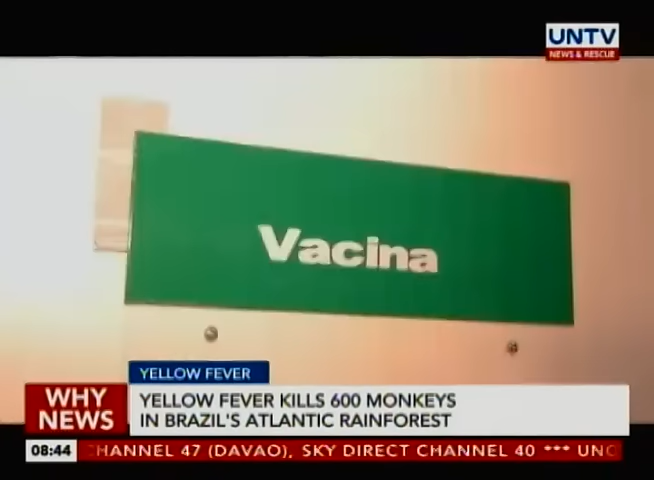 UNTV
NEWS & RESCUE
Vacina
YELLOW FEVER
WHY NEWS
YELLOW FEVER KILLS 600 MONKEYS
IN BRAZIL'S ATLANTIC RAINFOREST
08:44
CHANNEL 47 (DAVAO), SKY DIRECT CHANNEL 40 *** UNC